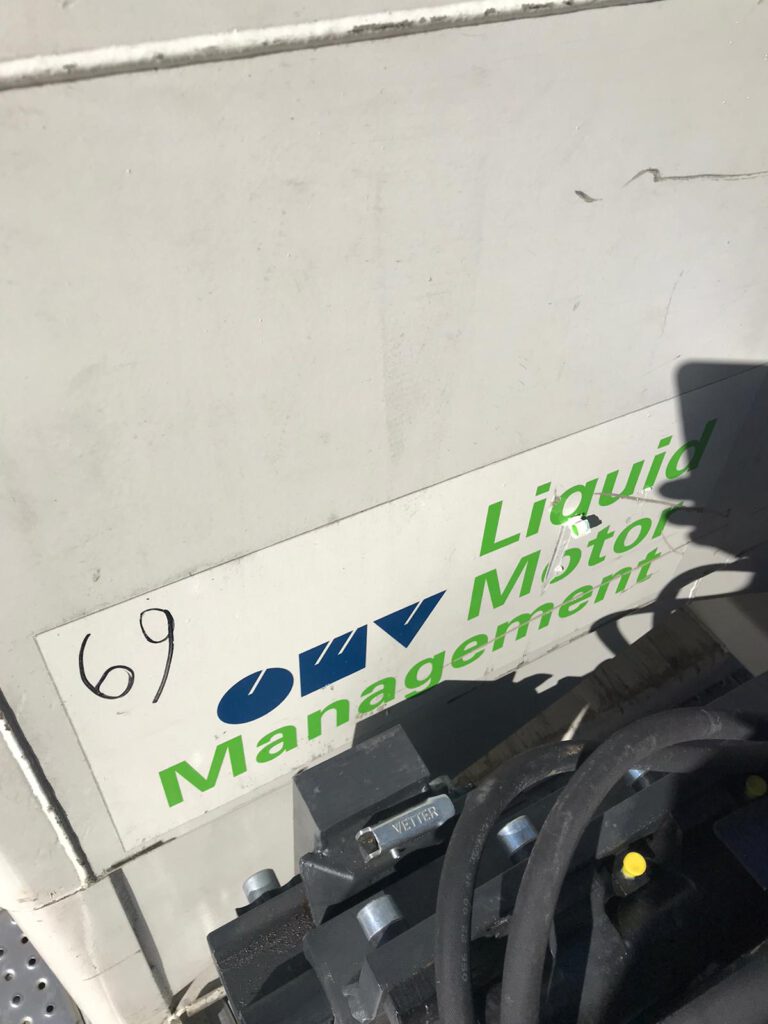 Liquid
OMV Motor
Management
69
VETTER